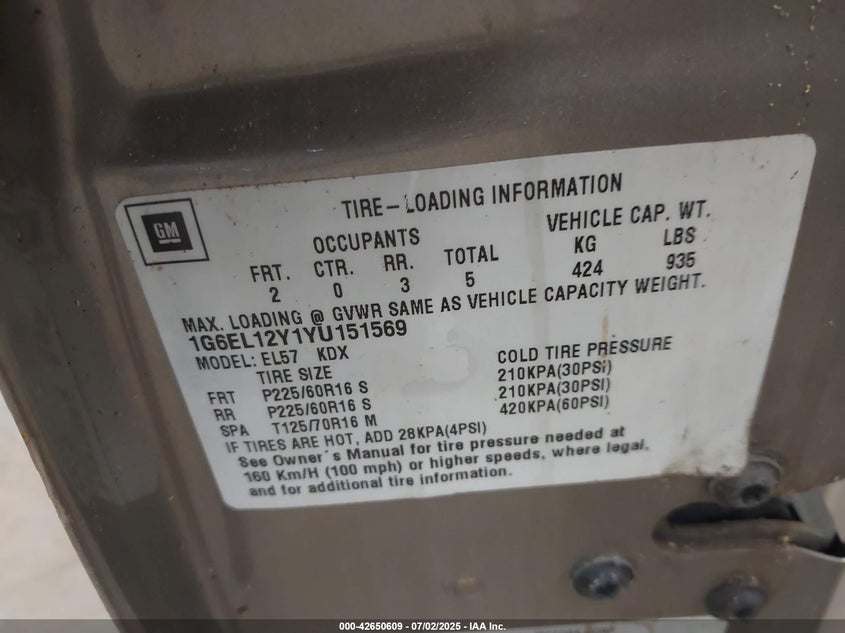 GM
TIRE-LOADING INFORMATION
OCCUPANTS VEHICLE CAP. WT.
FRT. CTR. RR. TOTAL KG LBS
2 0 3 5 424 935
MAX. LOADING @ GVWR SAME AS VEHICLE CAPACITY WEIGHT.
1G6EL12Y1YU151569
MODEL: EL57 KDX
TIRE SIZE COLD TIRE PRESSURE
FRT P225/60R16 S 210KPA(30PSI)
RR P225/60R16 S 210KPA(30PSI)
SPA T125/70R16 M 420KPA(60PSI)
IF TIRES ARE HOT, ADD 28KPA(4PSI)
See Owner's Manual for tire pressure needed at
160 Km/H (100 mph) or higher speeds, where legal,
and for additional tire information.
000-42650609 - 07/02/2025 - IAA Inc.